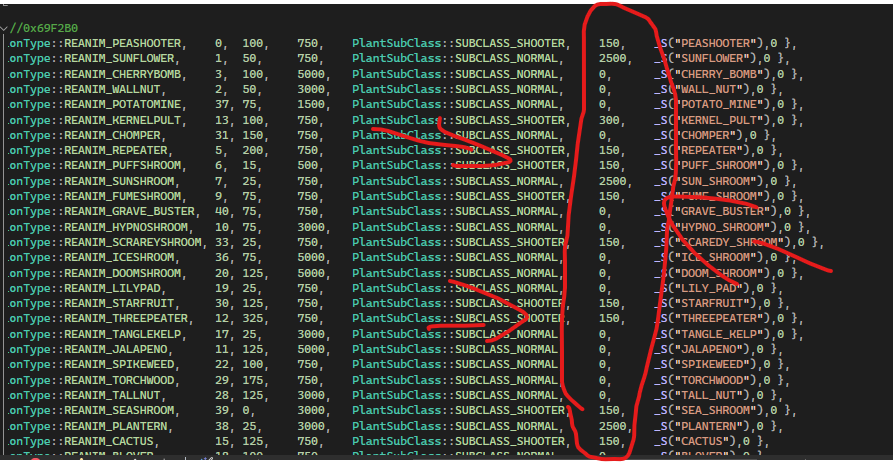 //0x69F2B0
.onType::REANIM_PEASHOOTER, 0, 100, 750, PlantSubClass::SUBCLASS_SHOOTER, 150, _S("PEASHOOTER"),0 },
.onType::REANIM_SUNFLOWER, 1, 50, 750, PlantSubClass::SUBCLASS_NORMAL, 2500, _S("SUNFLOWER"),0 },
.onType::REANIM_CHERRYBOMB, 3, 100, 5000, PlantSubClass::SUBCLASS_NORMAL, 0, _S("CHERRY_BOMB"),0 },
.onType::REANIM_WALLNUT, 2, 50, 3000, PlantSubClass::SUBCLASS_NORMAL, 0, _S("WALL_NUT"),0 },
.onType::REANIM_POTATOMINE, 37, 75, 1500, PlantSubClass::SUBCLASS_NORMAL, 0, _S("POTATO_MINE"),0 },
.onType::REANIM_KERNELPULT, 13, 100, 750, PlantSubClass::SUBCLASS_SHOOTER, 300, _S("KERNEL_PULT"),0 },
.onType::REANIM_CHOMPER, 31, 150, 750, PlantSubClass::SUBCLASS_NORMAL, 0, _S("CHOMPER"),0 },
.onType::REANIM_REPEATER, 5, 200, 750, PlantSubClass::SUBCLASS_SHOOTER, 150, _S("REPEATER"),0 },
.onType::REANIM_PUFFSHROOM, 6, 15, 500, PlantSubClass::SUBCLASS_SHOOTER, 150, _S("PUFF_SHROOM"),0 },
.onType::REANIM_SUNSHROOM, 7, 25, 750, PlantSubClass::SUBCLASS_NORMAL, 2500, _S("SUN_SHROOM"),0 },
.onType::REANIM_FUMESHROOM, 9, 75, 750, PlantSubClass::SUBCLASS_SHOOTER, 150, _S("FUME_SHROOM"),0 },
.onType::REANIM_GRAVE_BUSTER, 40, 75, 750, PlantSubClass::SUBCLASS_NORMAL, 0, _S("GRAVE_BUSTER"),0 },
.onType::REANIM_HYPNOSHROOM, 10, 75, 3000, PlantSubClass::SUBCLASS_NORMAL, 0, _S("HYPNO_SHROOM"),0 },
.onType::REANIM_SCRAREYSHROOM, 33, 25, 750, PlantSubClass::SUBCLASS_SHOOTER, 150, _S("SCAREDY_SHROOM"),0 },
.onType::REANIM_ICESHROOM, 36, 75, 5000, PlantSubClass::SUBCLASS_NORMAL, 0, _S("ICE_SHROOM"),0 },
.onType::REANIM_DOOMSHROOM, 20, 125, 5000, PlantSubClass::SUBCLASS_NORMAL, 0, _S("DOOM_SHROOM"),0 },
.onType::REANIM_LILYPAD, 19, 25, 750, PlantSubClass::SUBCLASS_NORMAL, 0, _S("LILY_PAD"),0 },
.onType::REANIM_STARFRUIT, 30, 125, 750, PlantSubClass::SUBCLASS_SHOOTER, 150, _S("STARFRUIT"),0 },
.onType::REANIM_THREEPEATER, 12, 325, 750, PlantSubClass::SUBCLASS_SHOOTER, 150, _S("THREEPEATER"),0 },
.onType::REANIM_TANGLEKELP, 17, 25, 3000, PlantSubClass::SUBCLASS_NORMAL, 0, _S("TANGLE_KELP"),0 },
.onType::REANIM_JALAPENO, 11, 125, 5000, PlantSubClass::SUBCLASS_NORMAL, 0, _S("JALAPENO"),0 },
.onType::REANIM_SPIKEWEED, 22, 100, 750, PlantSubClass::SUBCLASS_NORMAL, 0, _S("SPIKEWEED"),0 },
.onType::REANIM_TORCHWOOD, 29, 175, 750, PlantSubClass::SUBCLASS_NORMAL, 0, _S("TORCHWOOD"),0 },
.onType::REANIM_TALLNUT, 28, 125, 3000, PlantSubClass::SUBCLASS_NORMAL, 0, _S("TALL_NUT"),0 },
.onType::REANIM_SEASHROOM, 39, 0, 3000, PlantSubClass::SUBCLASS_SHOOTER, 150, _S("SEA_SHROOM"),0 },
.onType::REANIM_PLANTERN, 38, 25, 3000, PlantSubClass::SUBCLASS_NORMAL, 2500, _S("PLANTERN"),0 },
.onType::REANIM_CACTUS, 15, 125, 750, PlantSubClass::SUBCLASS_SHOOTER, 150, _S("CACTUS"),0 },